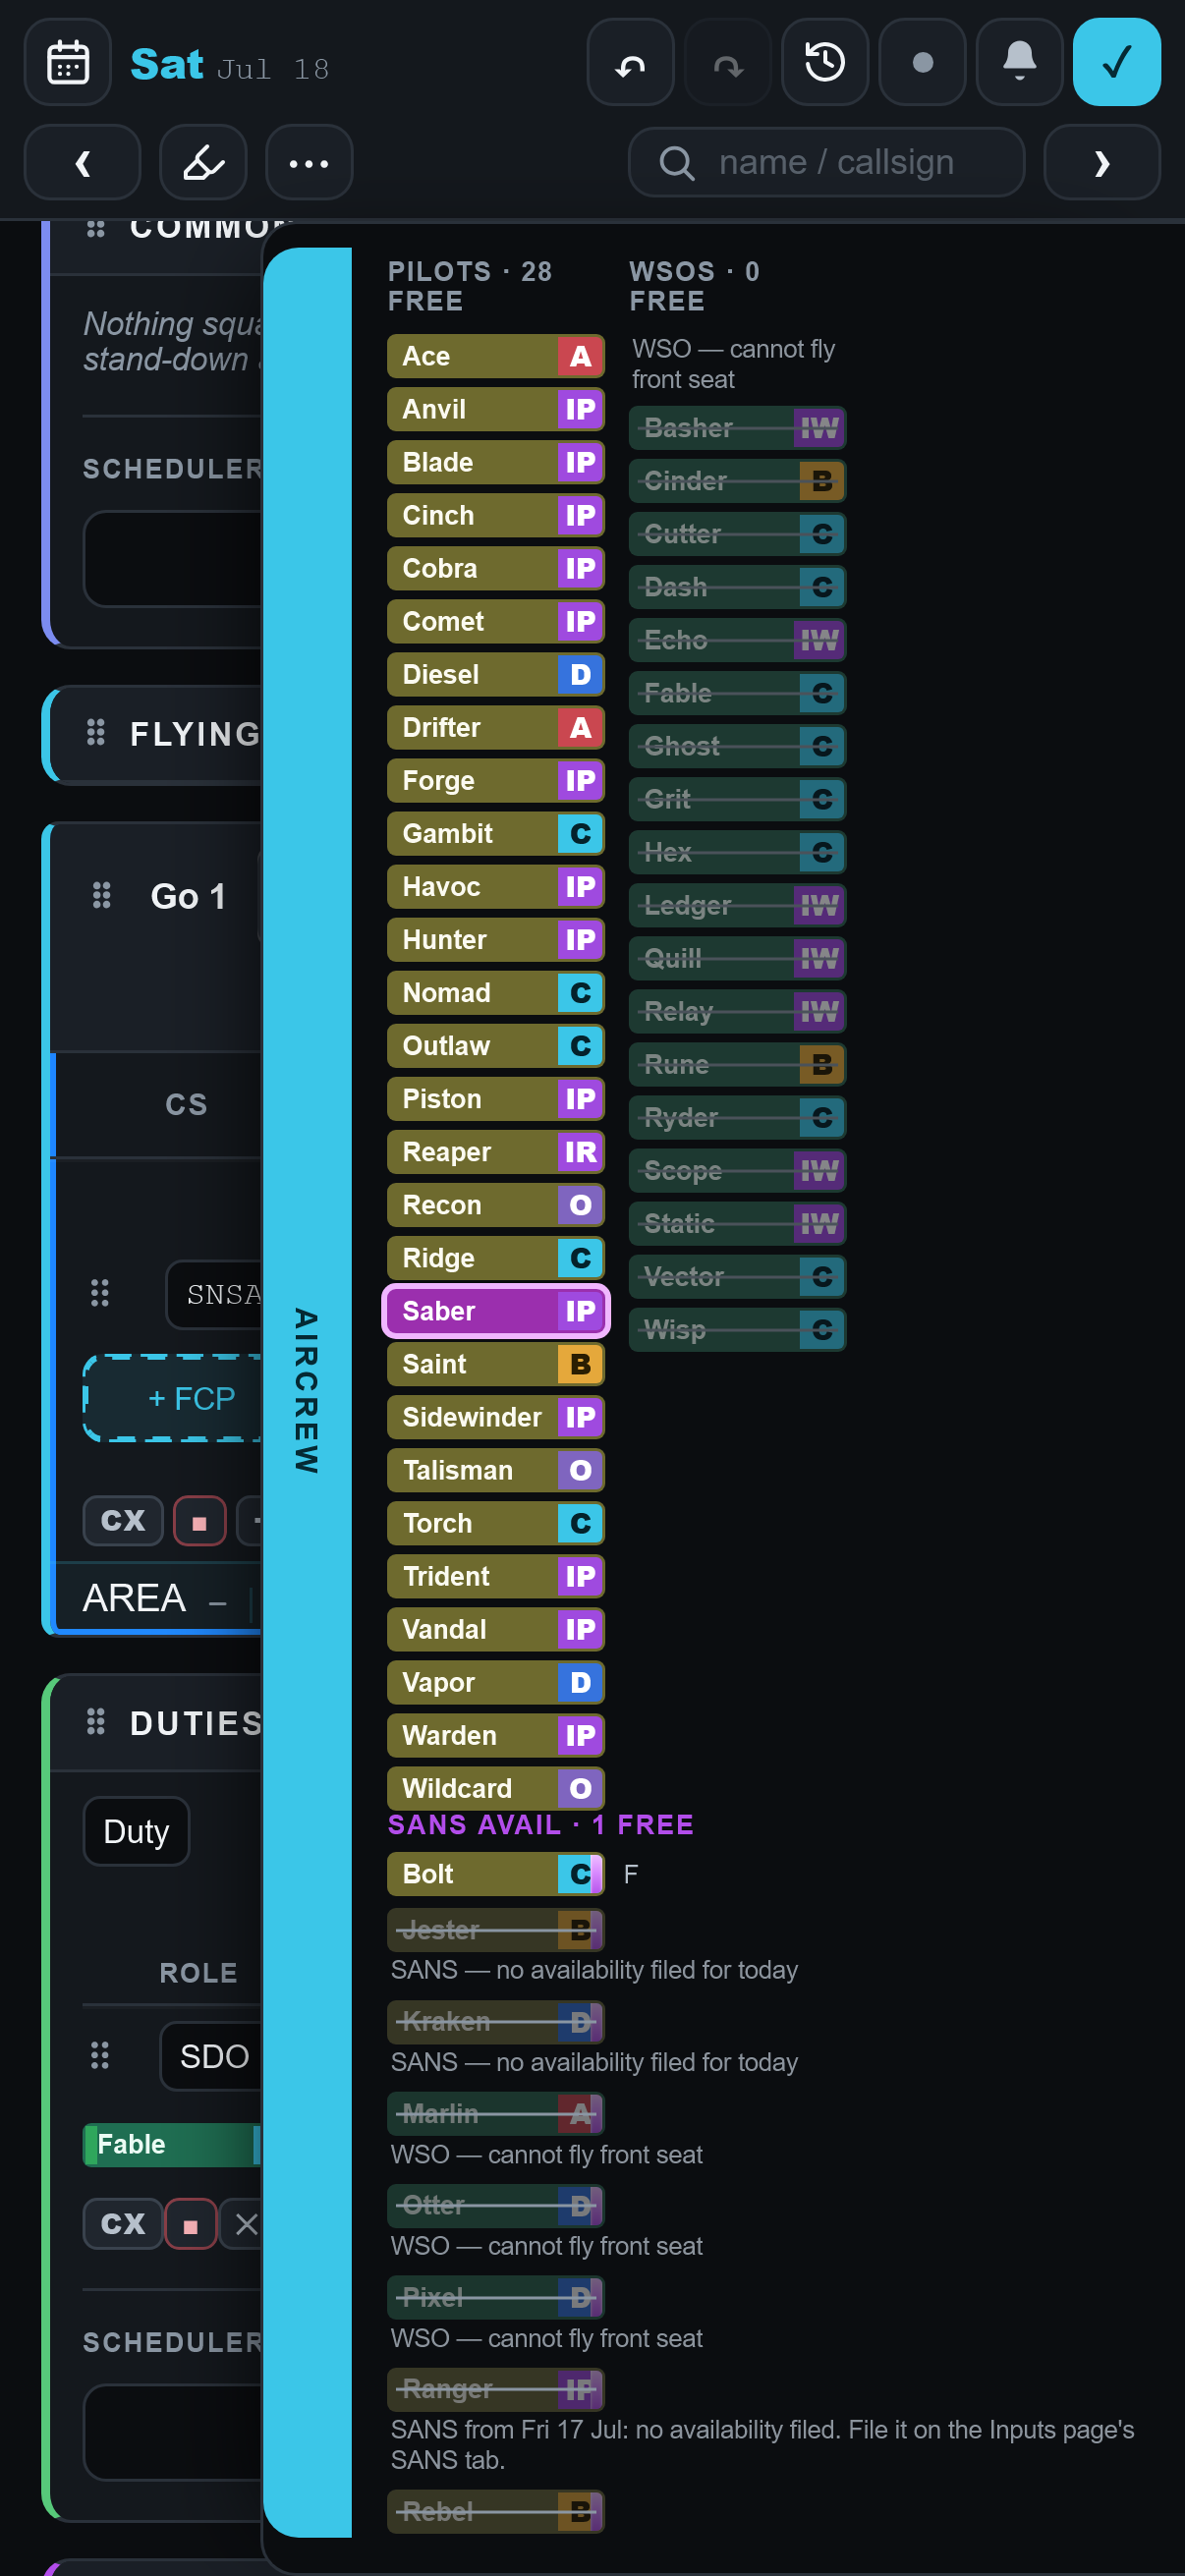 Sat Jul 18
name / callsign
COMMON
Nothing squa
stand-down
SCHEDULER
FLYING
Go 1
CS
SNSA
+ FCP
CX
AREA –
DUTIES
Duty
ROLE
SDO
Fable
CX
SCHEDULER
AIRCREW
PILOTS · 28
FREE
Ace A
Anvil IP
Blade IP
Cinch IP
Cobra IP
Comet IP
Diesel D
Drifter A
Forge IP
Gambit C
Havoc IP
Hunter IP
Nomad C
Outlaw C
Piston IP
Reaper IR
Recon O
Ridge C
Saber IP
Saint B
Sidewinder IP
Talisman O
Torch C
Trident IP
Vandal IP
Vapor D
Warden IP
Wildcard O
WSOS · 0
FREE
WSO — cannot fly
front seat
Basher IW
Cinder B
Cutter C
Dash C
Echo IW
Fable C
Ghost C
Grit C
Hex C
Ledger IW
Quill IW
Relay IW
Rune B
Ryder C
Scope IW
Static IW
Vector C
Wisp C
SANS AVAIL · 1 FREE
Bolt C F
Jester B
SANS — no availability filed for today
Kraken D
SANS — no availability filed for today
Marlin A
WSO — cannot fly front seat
Otter D
WSO — cannot fly front seat
Pixel D
WSO — cannot fly front seat
Ranger IP
SANS from Fri 17 Jul: no availability filed. File it on the Inputs page's
SANS tab.
Rebel B